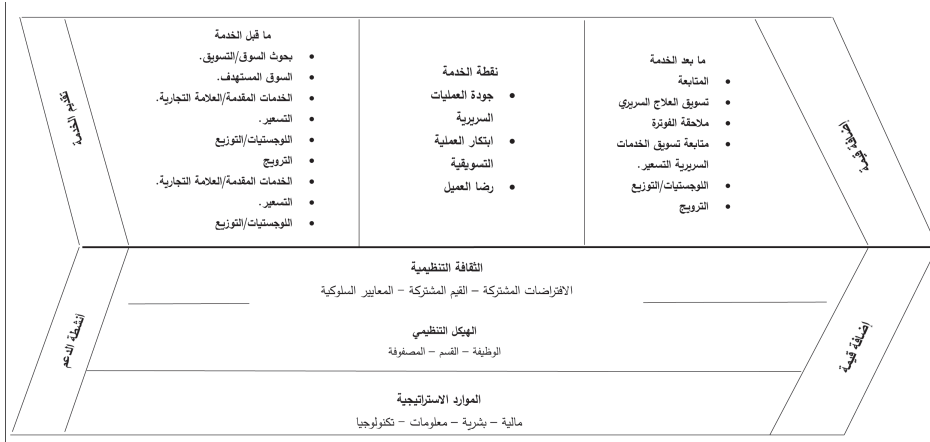 تقديم الخدمة
ما قبل الخدمة
• بحوث السوق/التسويق.
• السوق المستهدف.
• الخدمات المقدمة/العلامة التجارية.
• التسعير.
• اللوجستيات/التوزيع
• الترويج
• الخدمات المقدمة/العلامة التجارية.
• التسعير.
• اللوجستيات/التوزيع
نقطة الخدمة
• جودة العمليات
السريرية
• ابتكار العملية
التسويقية
• رضا العميل
ما بعد الخدمة
• المتابعة
• تسويق العلاج السريري
• ملاحقة الفوترة
• متابعة تسويق الخدمات
السريرية التسعير.
• اللوجستيات/التوزيع
• الترويج
إضافة قيمة
أنشطة الدعم
الثقافة التنظيمية
الافتراضات المشتركة – القيم المشتركة – المعايير السلوكية
الهيكل التنظيمي
الوظيفة – القسم – المصفوفة
الموارد الاستراتيجية
مالية – بشرية – معلومات – تكنولوجيا
إضافة قيمة